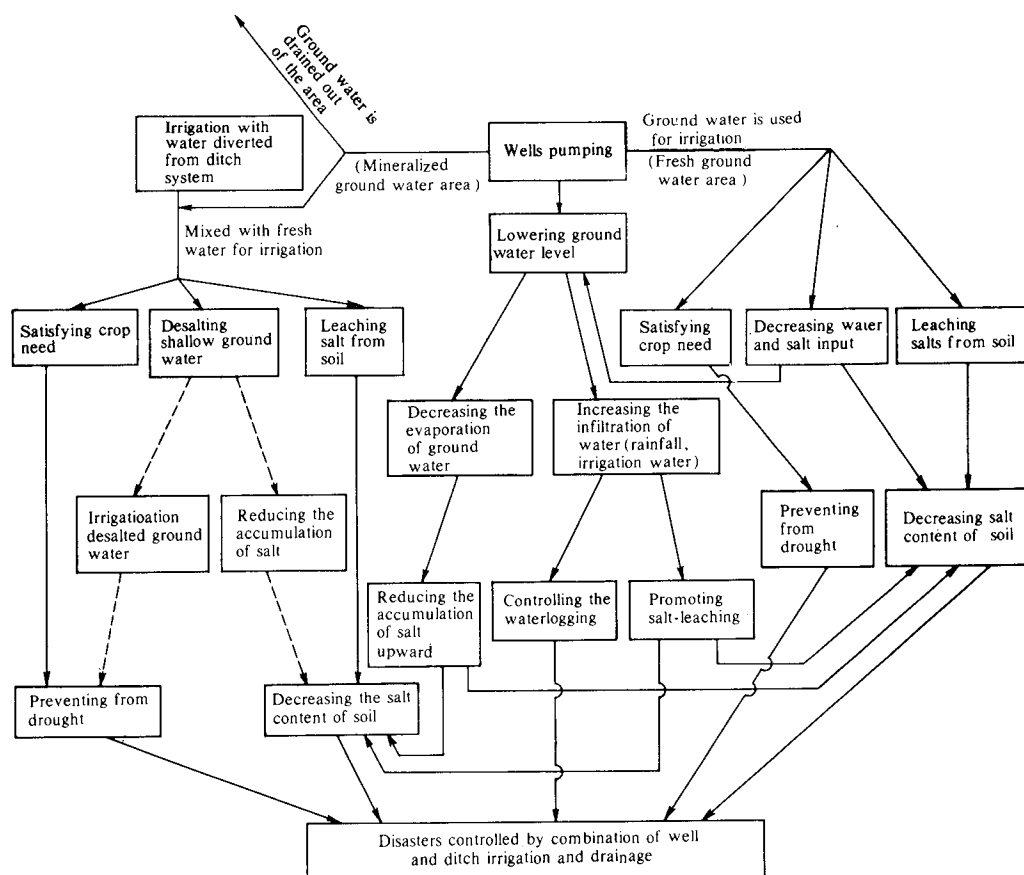 Ground water is
drained out
of the area
Irrigation with
water diverted
from ditch
system
Wells pumping
Ground water is used
for irrigation
(Fresh ground
water area )
(Mineralized
ground water area )
Mixed with fresh
water for irrigation
Lowering ground
water level
Satisfying crop
need
Desalting
shallow ground
water
Leaching
salt from
soil
Satisfying
crop need
Decreasing water
and salt input
Leaching
salts from soil
Decreasing the
evaporation
of ground
water
Increasing the
infiltration of
water (rainfall,
irrigation water)
Irrigatioation
desalted ground
water
Reducing the
accumulation
of salt
Preventing
from
drought
Decreasing salt
content of soil
Reducing the
accumulation
of salt
upward
Controlling the
waterlogging
Promoting
salt-leaching
Preventing from
drought
Decreasing the salt
content of soil
Disasters controlled by combination of well
and ditch irrigation and drainage